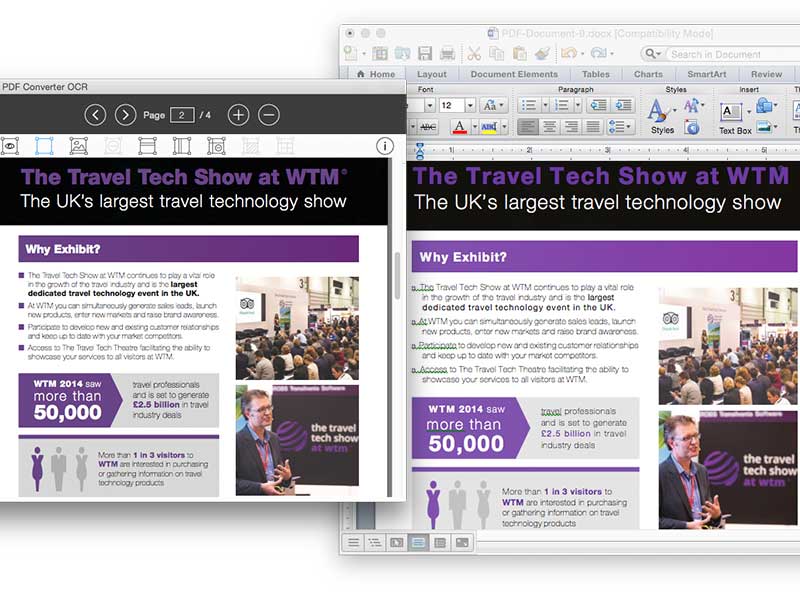 PDF Converter OCR
Page 2 / 4
The Travel Tech Show at WTM®
The UK's largest travel technology show
Why Exhibit?
The Travel Tech Show at WTM continues to play a vital role
in the growth of the travel industry and is the largest
dedicated travel technology event in the UK.
At WTM you can simultaneously generate sales leads, launch
new products, enter new markets and raise brand awareness.
Participate to develop new and existing customer relationships
and keep up to date with your market competitors.
Access to The Travel Tech Theatre facilitating the ability to
showcase your services to all visitors at WTM.
WTM 2014 saw
more than
50,000
travel professionals
and is set to generate
£2.5 billion in travel
industry deals
More than 1 in 3 visitors to
WTM are interested in purchasing
or gathering information on travel
technology products
3
the travel
tech show
at wtm
PDF-Document-0.docx [Compatibility Mode]
Search in Document
Home Layout Document Elements Tables Charts SmartArt Review
Font Paragraph Styles Insert
12 Aa
ABC A ABC
Styles Text Box
1 2 3 4 5
The Travel Tech Show at WTM
The UK's largest travel technology show
Why Exhibit?
The Travel Tech Show at WTM continues to play a vital role
in the growth of the travel industry and is the largest
dedicated travel technology event in the UK.
At WTM you can simultaneously generate sales leads, launch
new products, enter new markets and raise brand awareness.
Participate to develop new and existing customer relationships
and keep up to date with your market competitors.
Access to The Travel Tech Theatre facilitating the ability to
showcase your services to all visitors at WTM.
WTM 2014 saw
more than
50,000
travel professionals
and is set to generate
£2.5 billion in travel
industry deals
More than 1 in 3 visitors to
WTM are interested in purchasing
or gathering information on travel
technology products
3
the travel
tech show
at wtm